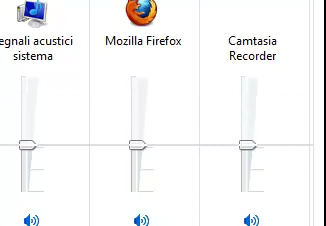 egnali acustici
sistema
Mozilla Firefox
Camtasia
Recorder